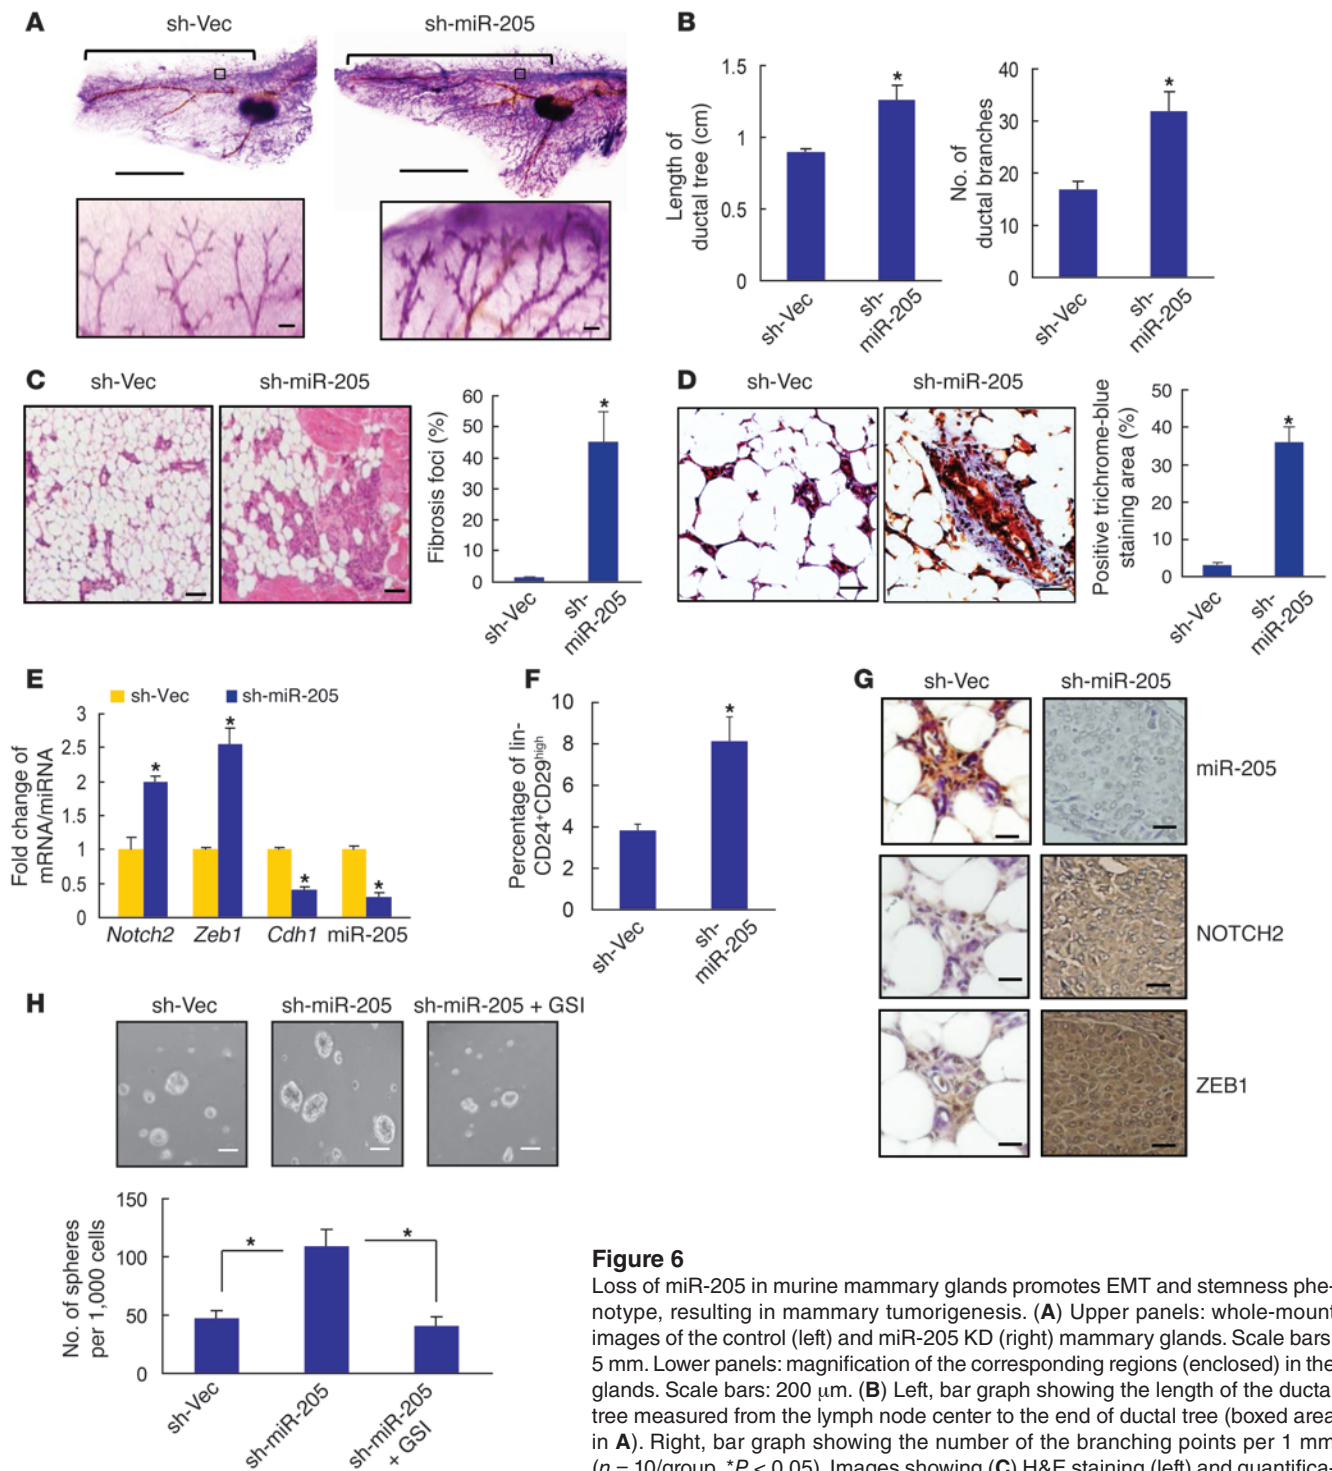 A
sh-Vec
sh-miR-205
B
Length of
ductal tree (cm)
1.5
1
0.5
0
*
sh-Vec
sh-
miR-205
No. of
ductal branches
40
30
20
10
0
*
sh-Vec
sh-
miR-205
C
sh-Vec
sh-miR-205
Fibrosis foci (%)
60
50
40
30
20
10
0
*
sh-Vec
sh-
miR-205
D
sh-Vec
sh-miR-205
Positive trichrome-blue
staining area (%)
50
40
30
20
10
0
*
sh-Vec
sh-
miR-205
E
sh-Vec
sh-miR-205
Fold change of
mRNA/miRNA
3
2.5
2
1.5
1
0.5
0
*
*
*
*
Notch2 Zeb1 Cdh1 miR-205
F
Percentage of lin-
CD24+CD29high
10
8
6
4
2
0
*
sh-Vec
sh-
miR-205
G
sh-Vec
sh-miR-205
miR-205
NOTCH2
ZEB1
H
sh-Vec
sh-miR-205
sh-miR-205 + GSI
No. of spheres
per 1,000 cells
150
100
50
0
*
*
sh-Vec
sh-miR-205
sh-miR-205
+ GSI
Figure 6
Loss of miR-205 in murine mammary glands promotes EMT and stemness phe-
notype, resulting in mammary tumorigenesis. (A) Upper panels: whole-mount
images of the control (left) and miR-205 KD (right) mammary glands. Scale bars
5 mm. Lower panels: magnification of the corresponding regions (enclosed) in the
glands. Scale bars: 200 μm. (B) Left, bar graph showing the length of the ducta
tree measured from the lymph node center to the end of ductal tree (boxed area
in A). Right, bar graph showing the number of the branching points per 1 mm
(n = 10/group, *P < 0.05). Images showing (C) H&E staining (left) and quantifica-